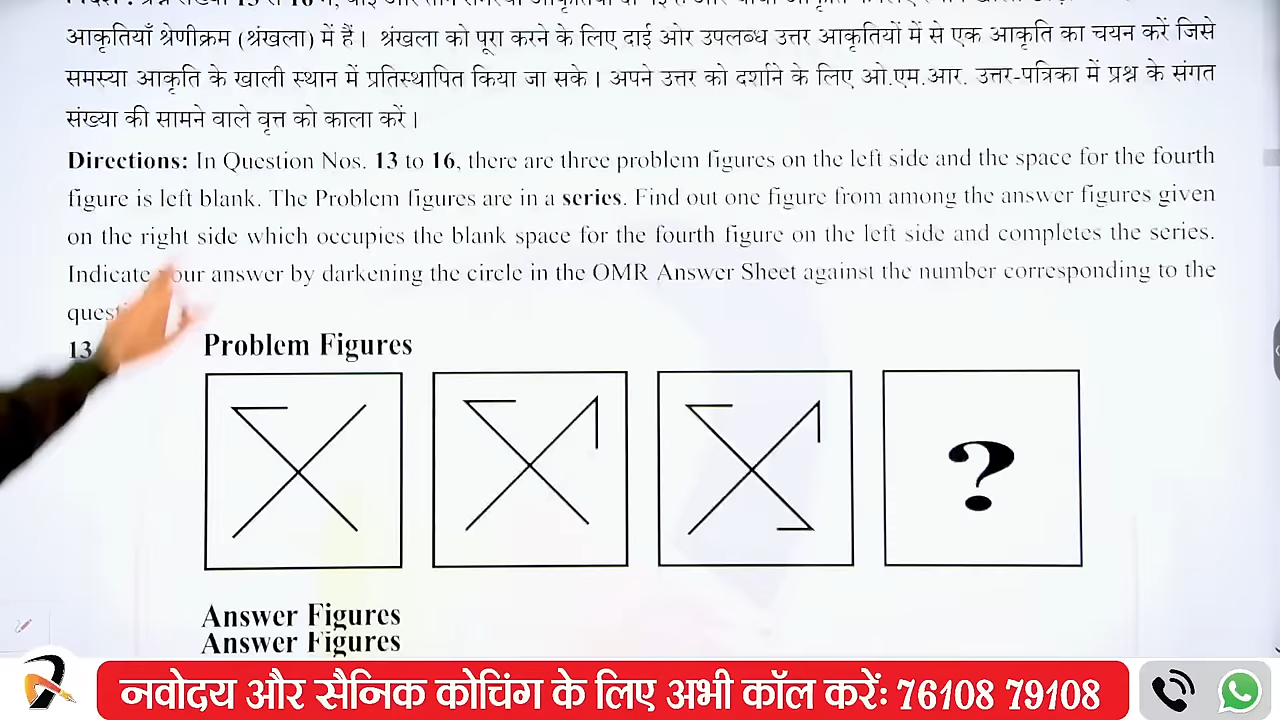 आकृतियाँ श्रेणीक्रम (श्रंखला) में हैं। श्रंखला को पूरा करने के लिए दाई ओर उपलब्ध उत्तर आकृतियों में से एक आकृति का चयन करें जिसे
समस्या आकृति के खाली स्थान में प्रतिस्थापित किया जा सके। अपने उत्तर को दर्शाने के लिए ओ.एम.आर. उत्तर-पत्रिका में प्रश्न के संगत
संख्या की सामने वाले वृत्त को काला करें।
Directions: In Question Nos. 13 to 16, there are three problem figures on the left side and the space for the fourth
figure is left blank. The Problem figures are in a series. Find out one figure from among the answer figures given
on the right side which occupies the blank space for the fourth figure on the left side and completes the series.
Indicate your answer by darkening the circle in the OMR Answer Sheet against the number corresponding to the
13
Problem Figures
?
Answer Figures
Answer Figures
नवोदय और सैनिक कोचिंग के लिए अभी कॉल करें: 76108 79108